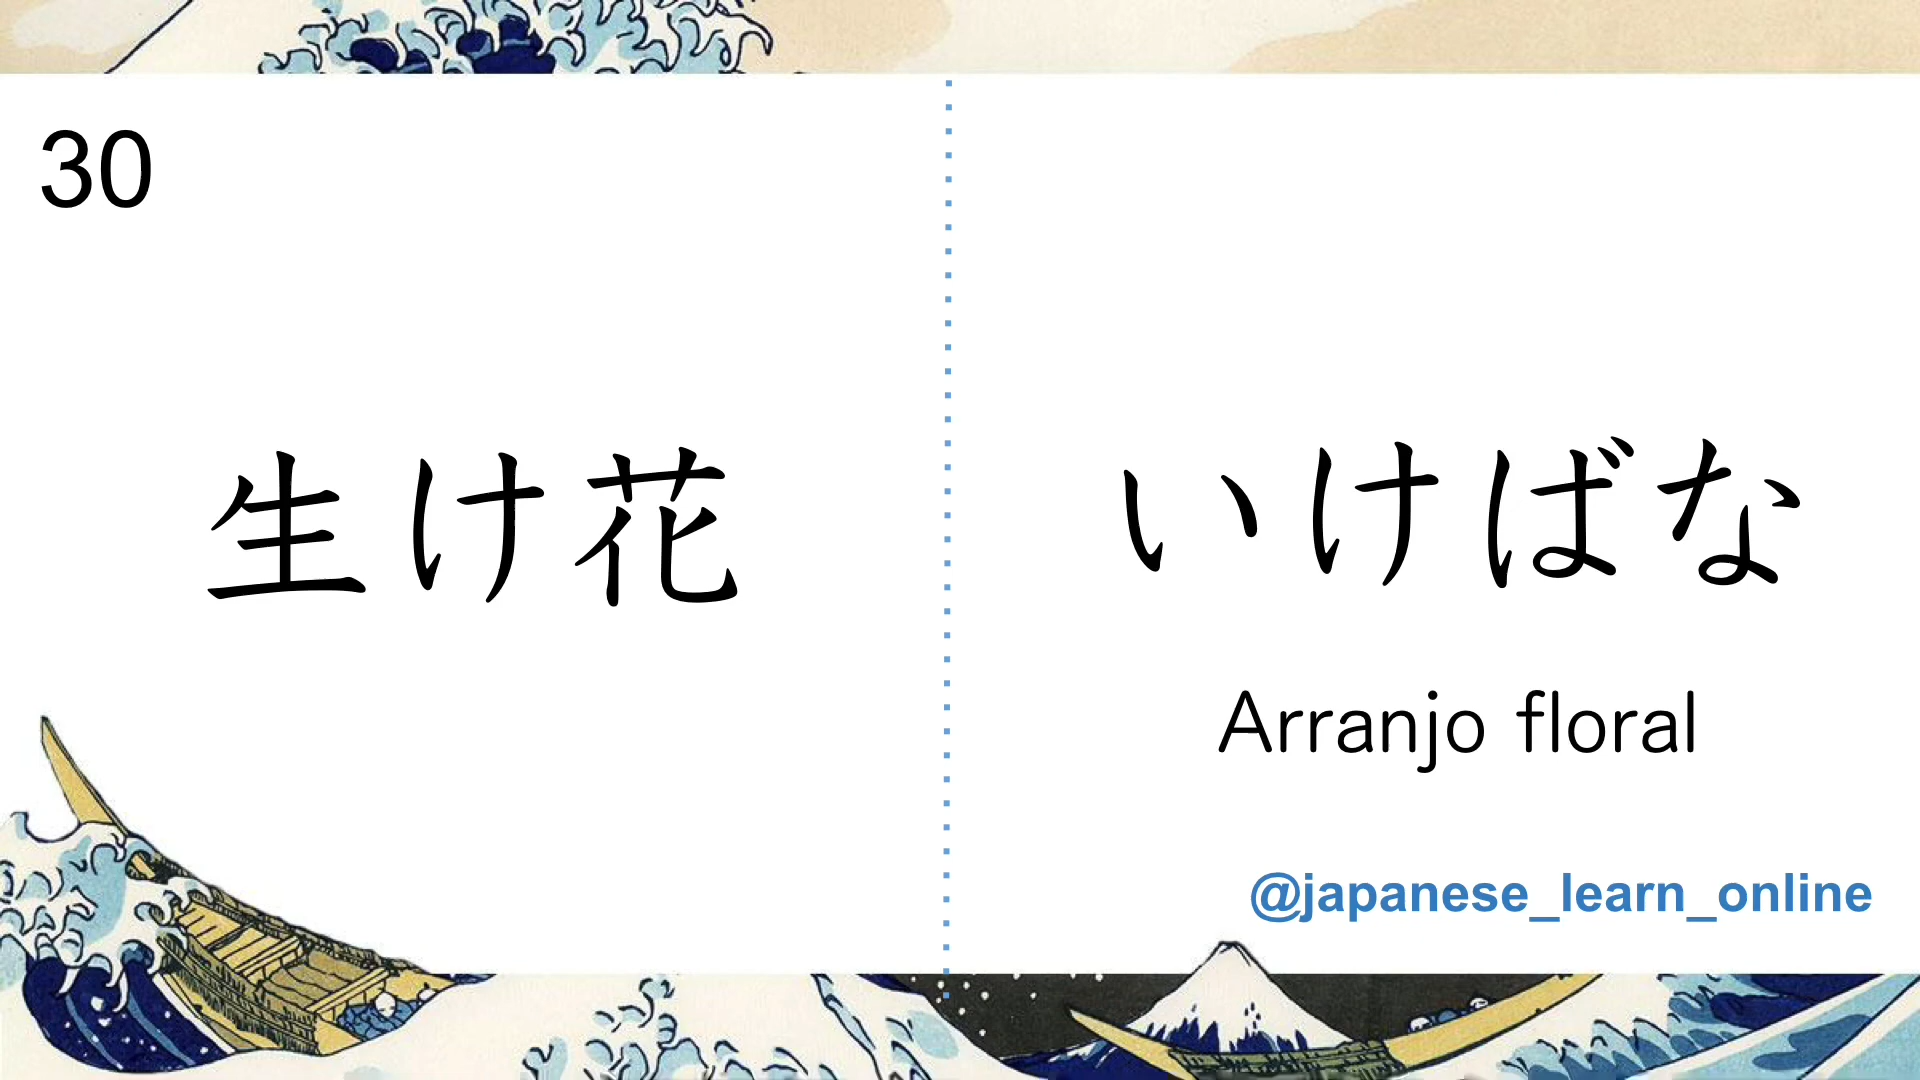 30
生け花
いけばな
Arranjo floral
@japanese_learn_online